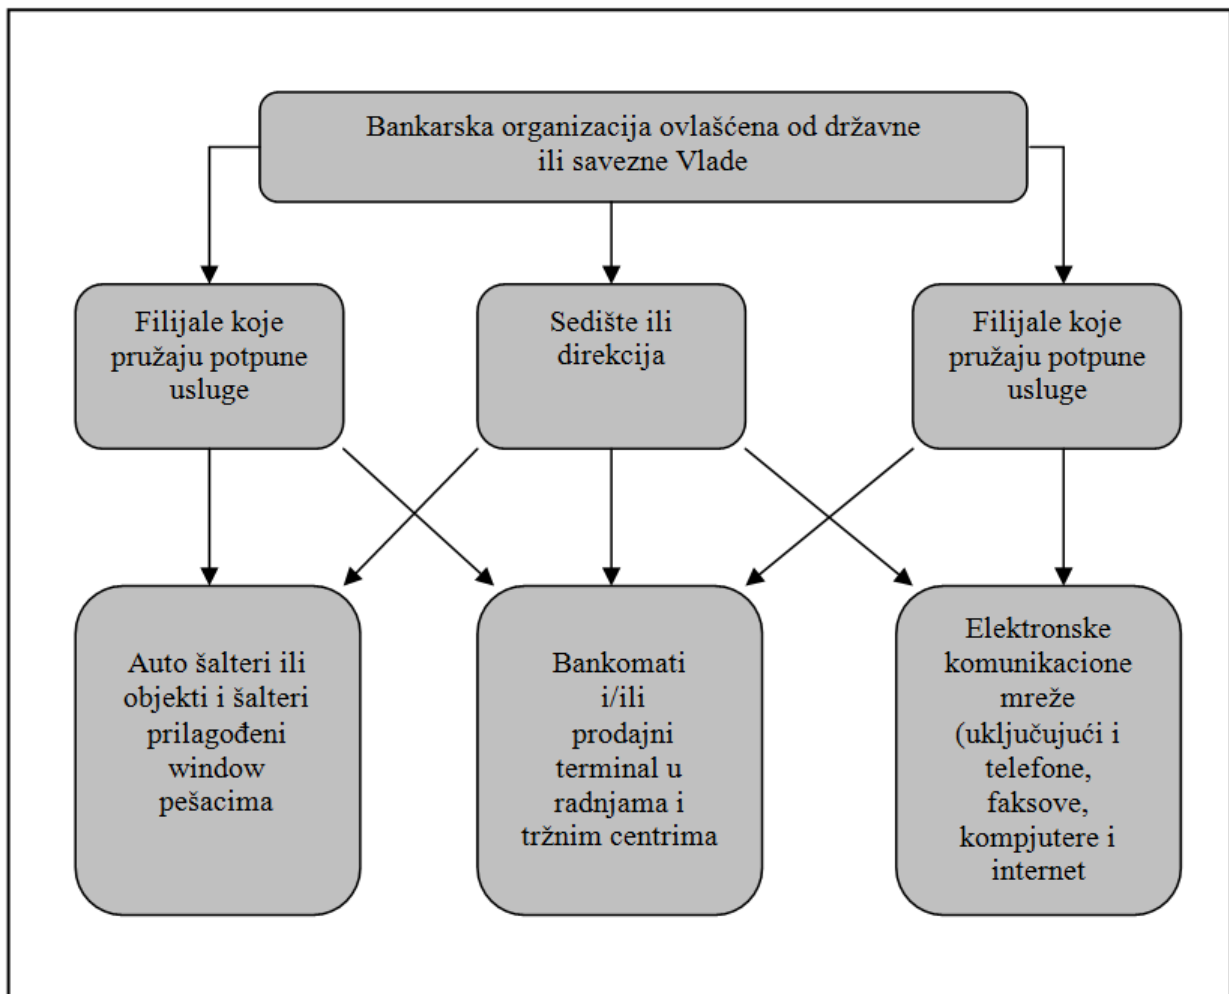 Bankarska organizacija ovlašćena od državne
ili savezne Vlade
Filijale koje
pružaju potpune
usluge
Sedište ili
direkcija
Filijale koje
pružaju potpune
usluge
Auto šalteri ili
objekti i šalteri
prilagođeni
window
pešacima
Bankomati
i/ili
prodajni
terminal u
radnjama i
tržnim centrima
Elektronske
komunikacione
mreže
(uključujući i
telefone,
faksove,
kompjutere i
internet